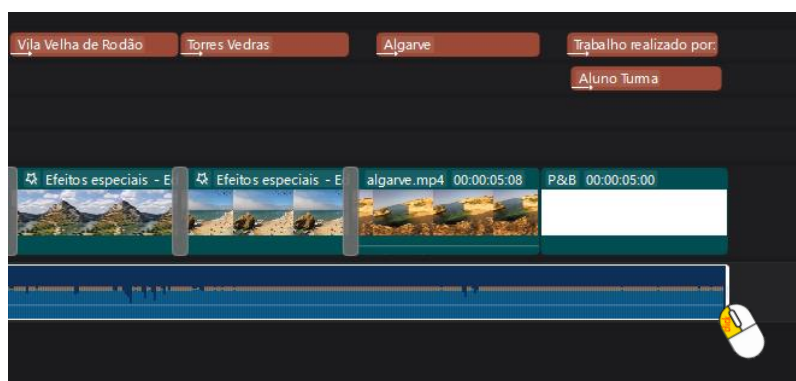 Vila Velha de Rodão
Torres Vedras
Algarve
Trabalho realizado por:
Aluno Turma
Efeitos especiais - E
Efeitos especiais - E
algarve.mp4 00:00:05:08
P&B 00:00:05:00